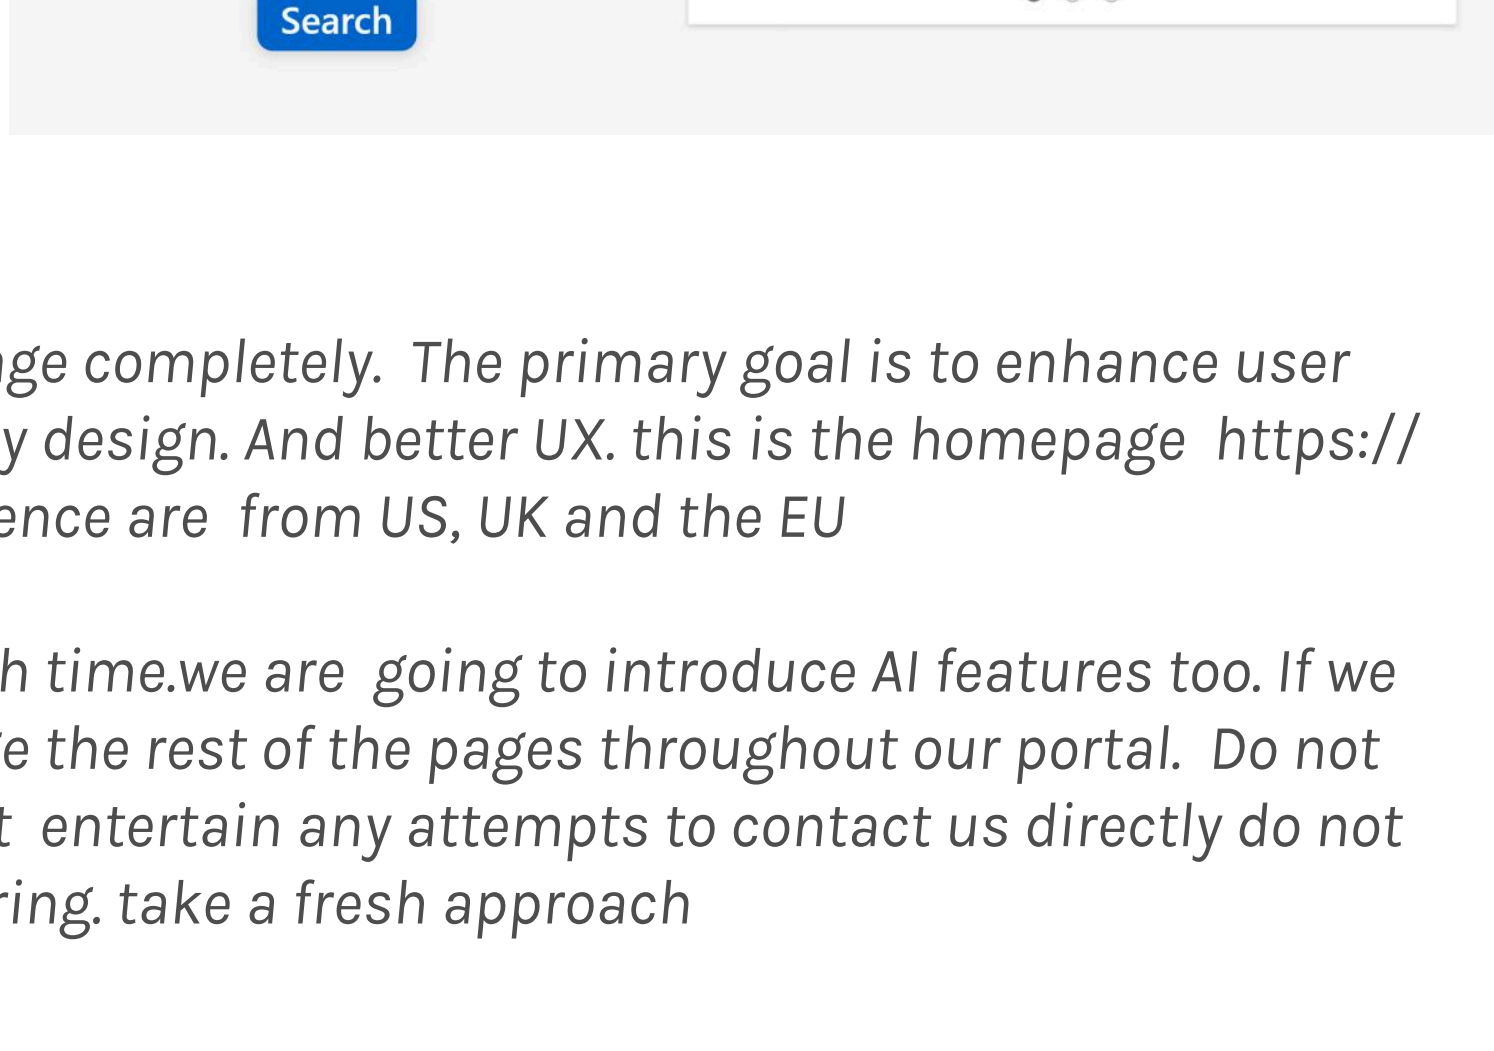 Search
ge completely.  The primary goal is to enhance user
y design. And better UX. this is the homepage  https://
ence are  from US, UK and the EU
h time.we are  going to introduce AI features too. If we
e the rest of the pages throughout our portal.  Do not
t  entertain any attempts to contact us directly do not
ring. take a fresh approach